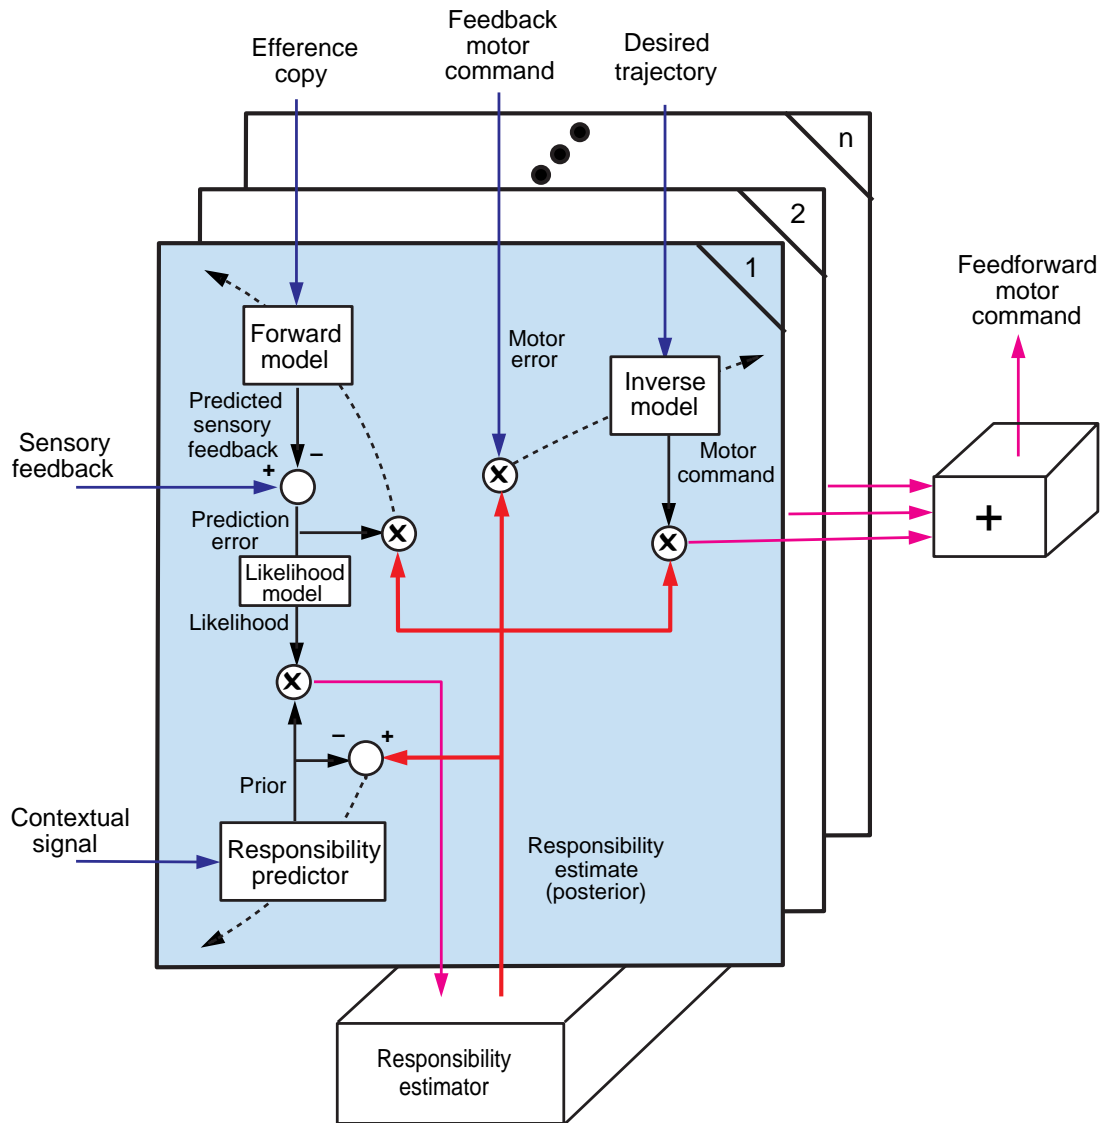 Efference
copy
Feedback
motor
command
Desired
trajectory
n
2
1
Feedforward
motor
command
Forward
model
Motor
error
Inverse
model
Predicted
sensory
feedback
Motor
command
Sensory
feedback
+
–
Prediction
error
x
x
x
+
Likelihood
model
Likelihood
x
–
+
Prior
Contextual
signal
Responsibility
predictor
Responsibility
estimate
(posterior)
Responsibility
estimator